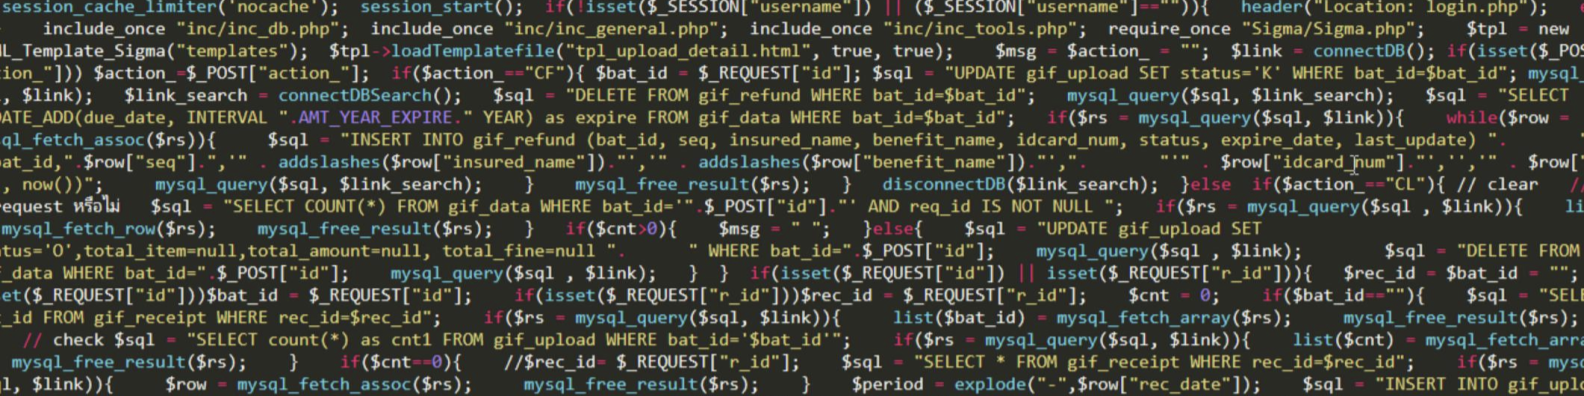 session_cache_limiter('nocache'); session_start(); if(!isset($_SESSION["username"]) || ($_SESSION["username"]=="")){ header("Location: login.php");
include_once "inc/inc_db.php"; include_once "inc/inc_general.php"; include_once "inc/inc_tools.php"; require_once "Sigma/Sigma.php"; $tpl = new
ML_Template_Sigma("templates"); $tpl->loadTemplatefile("tpl_upload_detail.html", true, true); $msg = $action_ = ""; $link = connectDB(); if(isset($_POS
tion_"])) $action_=$_POST["action_"]; if($action_=="CF"){ $bat_id = $_REQUEST["id"]; $sql = "UPDATE gif_upload SET status='K' WHERE bat_id=$bat_id"; mysql_
, $link); $link_search = connectDBSearch(); $sql = "DELETE FROM gif_refund WHERE bat_id=$bat_id"; mysql_query($sql, $link_search); $sql = "SELECT
DATE_ADD(due_date, INTERVAL ".AMT_YEAR_EXPIRE." YEAR) as expire FROM gif_data WHERE bat_id=$bat_id"; if($rs = mysql_query($sql, $link)){ while($row =
sql_fetch_assoc($rs)){ $sql = "INSERT INTO gif_refund (bat_id, seq, insured_name, benefit_name, idcard_num, status, expire_date, last_update) ".
bat_id,".$row["seq"].",'" . addslashes($row["insured_name"])."','" . addslashes($row["benefit_name"])."',". "'" . $row["idcard_num"]."','','" . $row["
, now())"; mysql_query($sql, $link_search); } mysql_free_result($rs); } disconnectDB($link_search); }else if($action_=="CL"){ // clear //
request หรือไม่ $sql = "SELECT COUNT(*) FROM gif_data WHERE bat_id='".$_POST["id"]."' AND req_id IS NOT NULL "; if($rs = mysql_query($sql , $link)){ li
mysql_fetch_row($rs); mysql_free_result($rs); } if($cnt>0){ $msg = " "; }else{ $sql = "UPDATE gif_upload SET
atus='O',total_item=null,total_amount=null, total_fine=null ". " WHERE bat_id=".$_POST["id"]; mysql_query($sql , $link); $sql = "DELETE FROM
f_data WHERE bat_id=".$_POST["id"]; mysql_query($sql , $link); } } if(isset($_REQUEST["id"]) || isset($_REQUEST["r_id"])){ $rec_id = $bat_id = "";
set($_REQUEST["id"]))$bat_id = $_REQUEST["id"]; if(isset($_REQUEST["r_id"]))$rec_id = $_REQUEST["r_id"]; $cnt = 0; if($bat_id==""){ $sql = "SELE
_id FROM gif_receipt WHERE rec_id=$rec_id"; if($rs = mysql_query($sql, $link)){ list($bat_id) = mysql_fetch_array($rs); mysql_free_result($rs);
// check $sql = "SELECT count(*) as cnt1 FROM gif_upload WHERE bat_id='$bat_id'"; if($rs = mysql_query($sql, $link)){ list($cnt) = mysql_fetch_arra
mysql_free_result($rs); } if($cnt==0){ //$rec_id= $_REQUEST["r_id"]; $sql = "SELECT * FROM gif_receipt WHERE rec_id=$rec_id"; if($rs = m
l, $link)){ $row = mysql_fetch_assoc($rs); mysql_free_result($rs); } $period = explode("-",$row["rec_date"]); $sql = "INSERT INTO gif_uplo